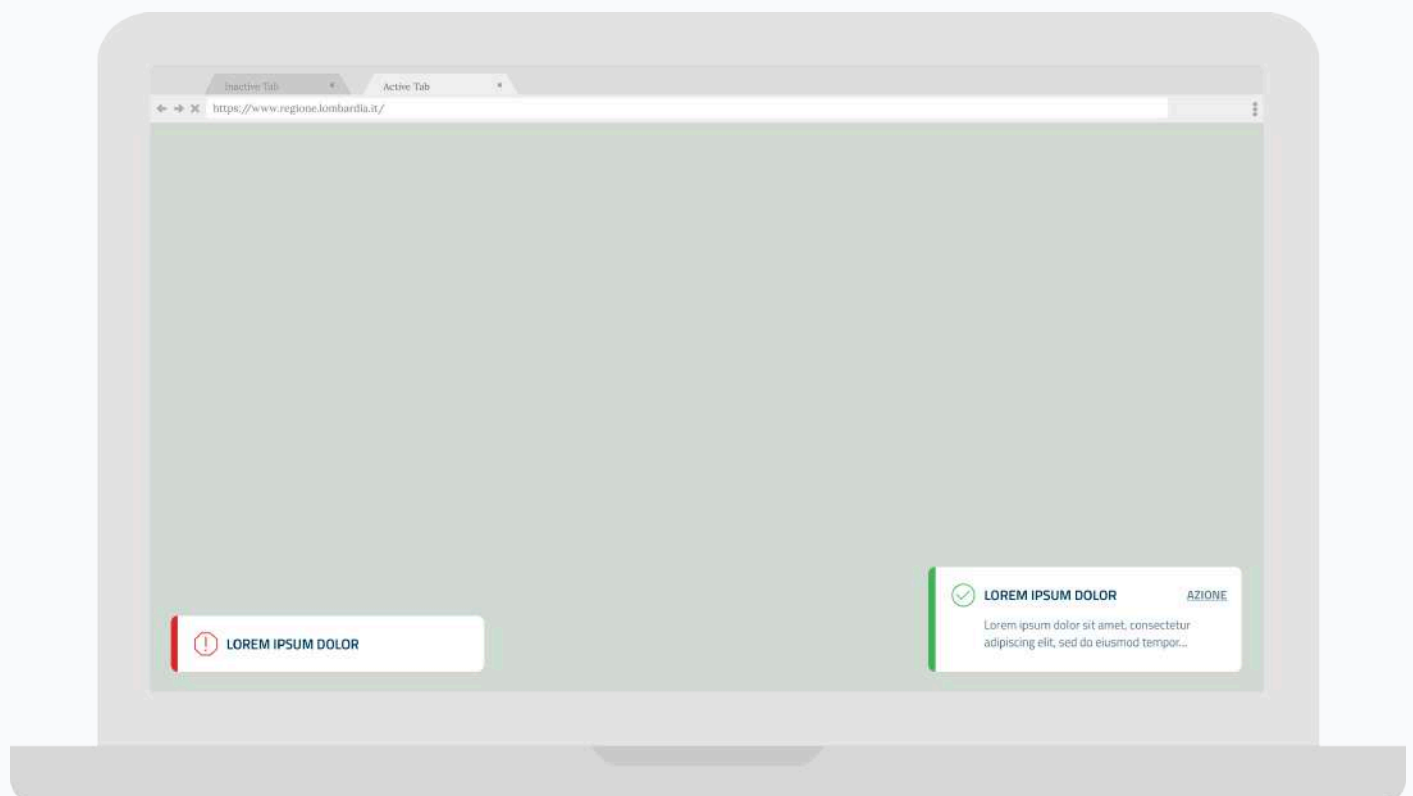 Inactive Tab
Active Tab
https://www.regione.lombardia.it/
LOREM IPSUM DOLOR
AZIONE
Lorem ipsum dolor sit amet, consectetur
adipiscing elit, sed do eiusmod tempor...
LOREM IPSUM DOLOR